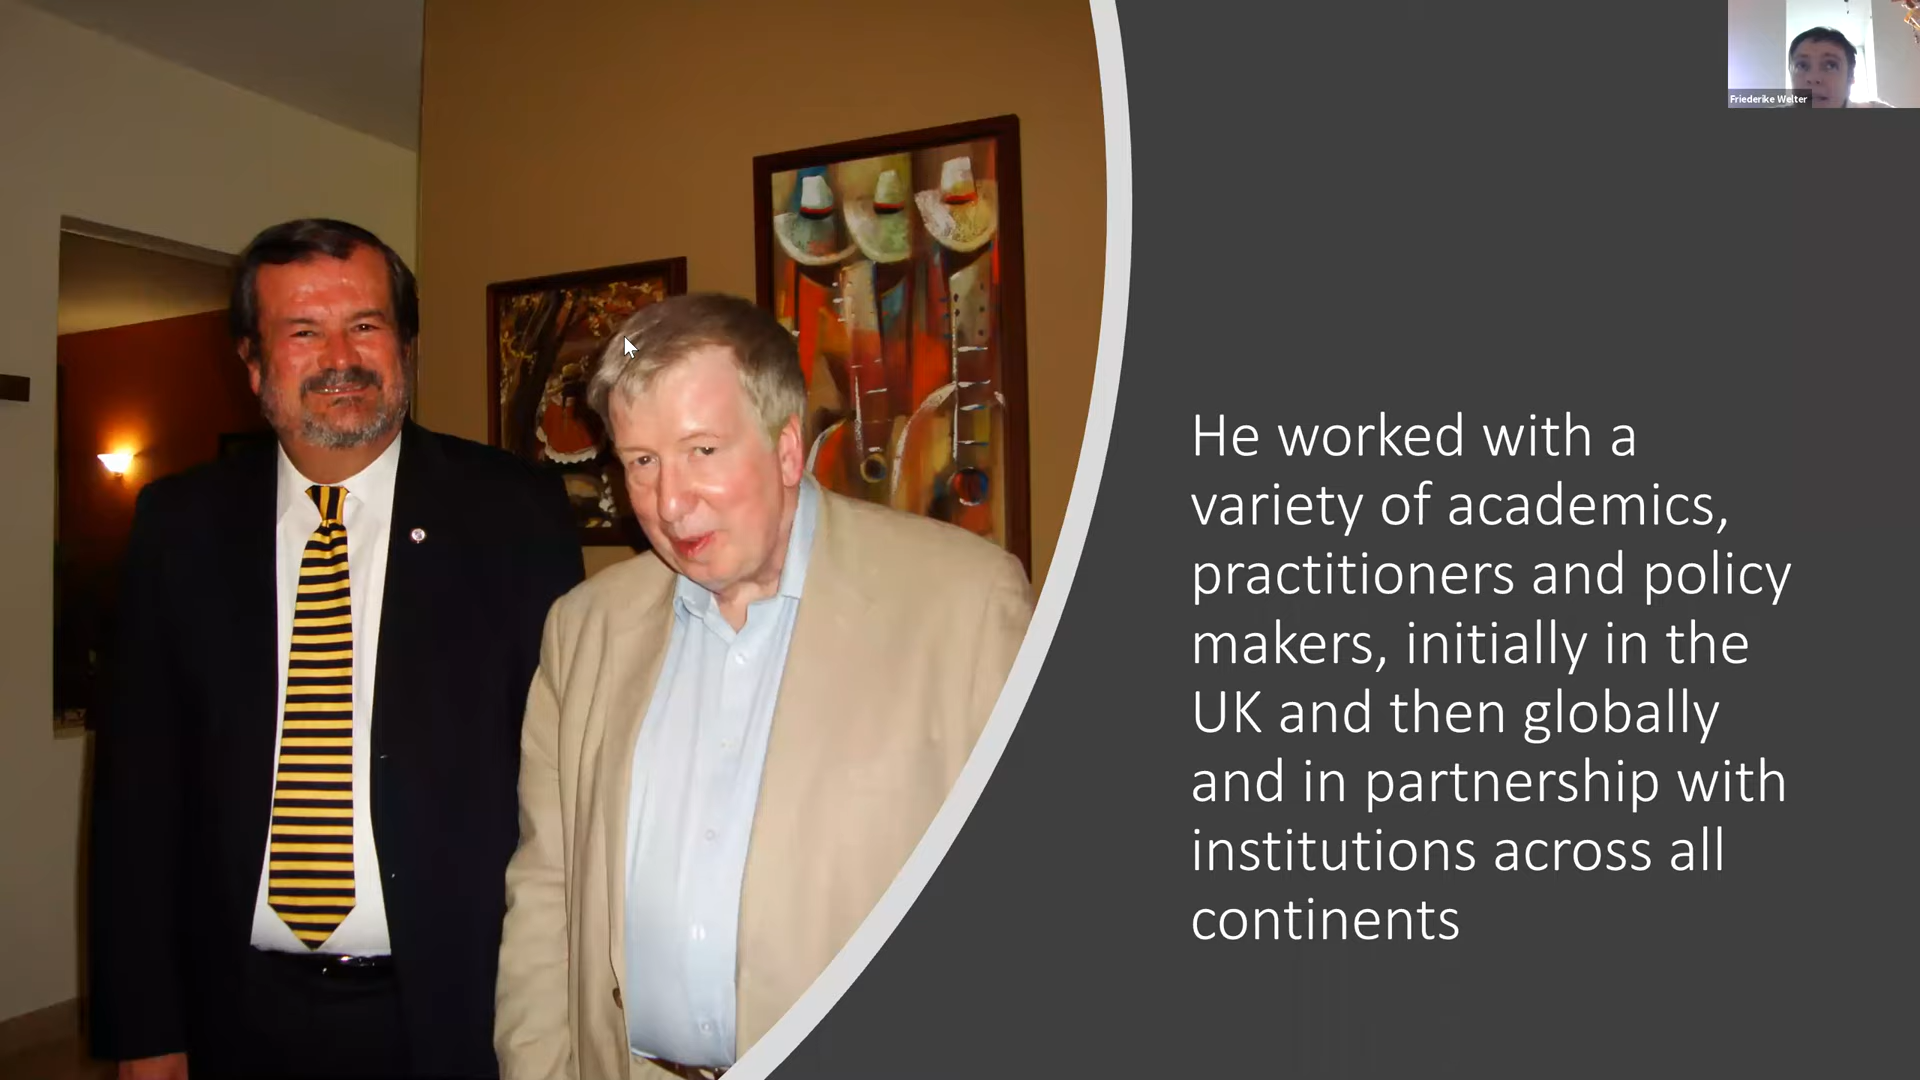 Friederike Welter
He worked with a
variety of academics,
practitioners and policy
makers, initially in the
UK and then globally
and in partnership with
institutions across all
continents